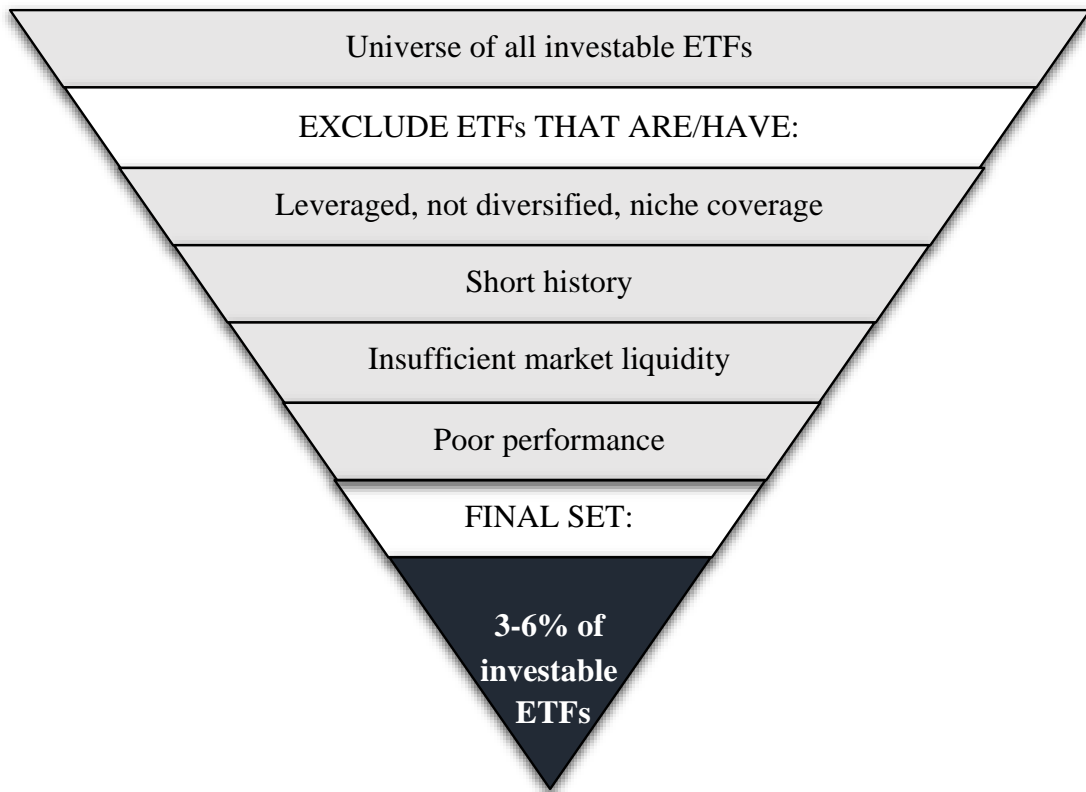 Universe of all investable ETFs
EXCLUDE ETFs THAT ARE/HAVE:
Leveraged, not diversified, niche coverage
Short history
Insufficient market liquidity
Poor performance
FINAL SET:
3-6% of
investable
ETFs